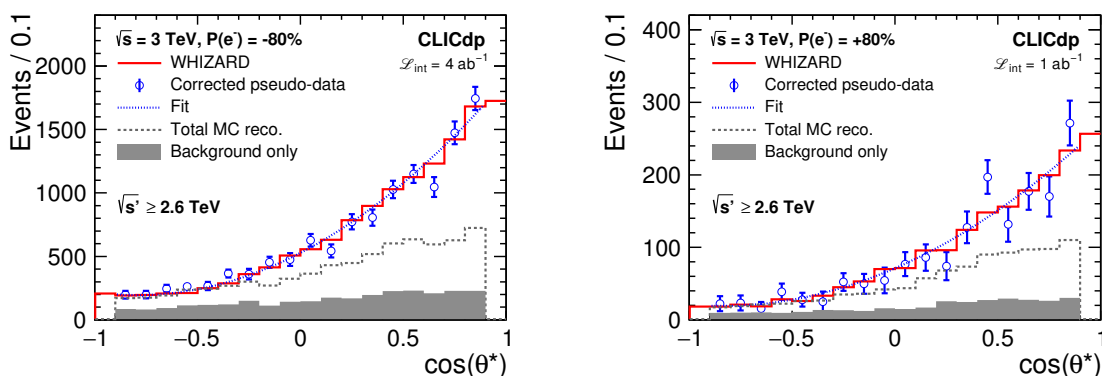 √s = 3 TeV, P(e⁻) = -80%
CLICdp
WHIZARD
ℒint = 4 ab⁻¹
Corrected pseudo-data
Fit
Total MC reco.
Background only
√s' ≥ 2.6 TeV
Events / 0.1
2000
1500
1000
500
0
−1
−0.5
0
0.5
1
cos(θ*)
√s = 3 TeV, P(e⁻) = +80%
CLICdp
WHIZARD
ℒint = 1 ab⁻¹
Corrected pseudo-data
Fit
Total MC reco.
Background only
√s' ≥ 2.6 TeV
Events / 0.1
400
300
200
100
0
−1
−0.5
0
0.5
1
cos(θ*)